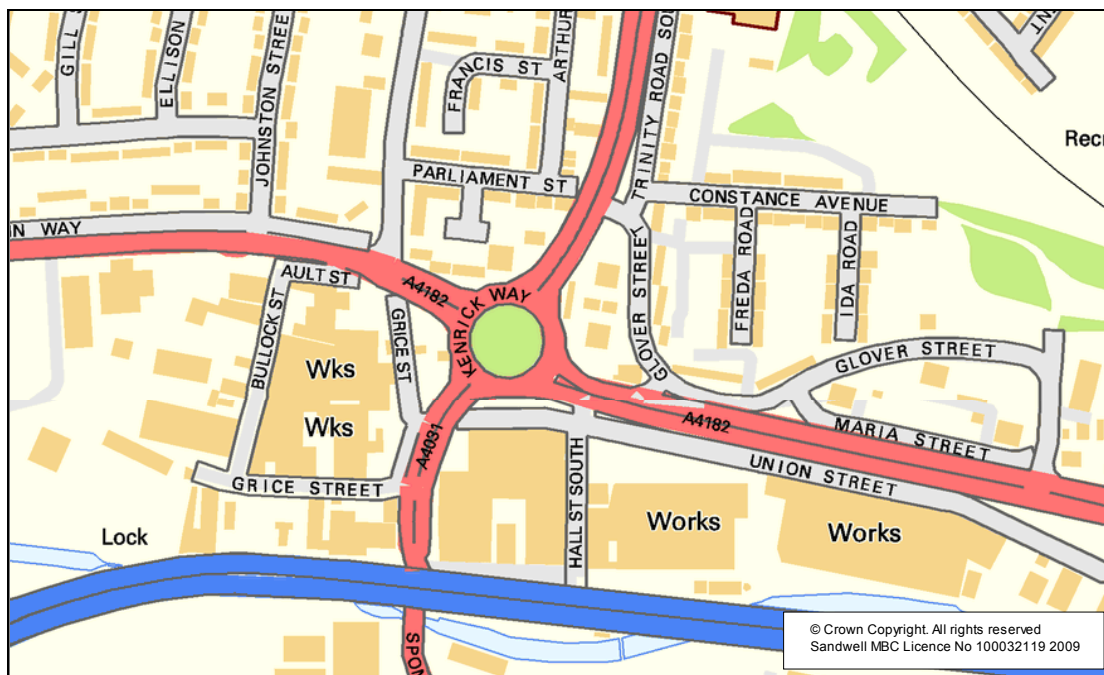 GILL S
ELLISON
JOHNSTON STREE
FRANCIS ST
ARTHUR
TRINITY ROAD SOU
ENT
Recr
PARLIAMENT ST
CONSTANCE AVENUE
N WAY
FREDA ROAD
IDA ROAD
GLOVER STREET
AULT ST
A4182
KENRICK WAY
BULLOCK ST
GRICE ST
Wks
Wks
GLOVER STREET
A4182
MARIA STREET
A4031
UNION STREET
GRICE STREET
HALL ST SOUTH
Lock
Works
Works
SPON
© Crown Copyright. All rights reserved
Sandwell MBC Licence No 100032119 2009